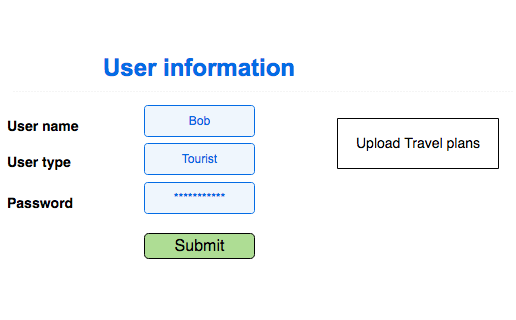 User information
User name
Bob
User type
Tourist
Password
***********
Submit
Upload Travel plans